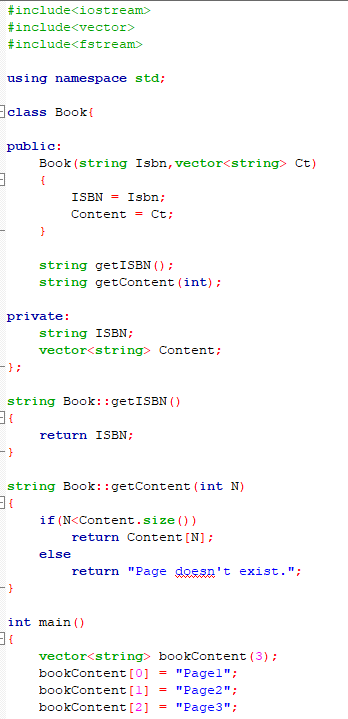 #include<iostream>
#include<vector>
#include<fstream>
using namespace std;
class Book{
public:
Book(string Isbn,vector<string> Ct)
{
ISBN = Isbn;
Content = Ct;
}
string getISBN();
string getContent(int);
private:
string ISBN;
vector<string> Content;
};
string Book::getISBN()
{
return ISBN;
}
string Book::getContent(int N)
{
if(N<Content.size())
return Content[N];
else
return "Page doesn't exist.";
}
int main()
{
vector<string> bookContent(3);
bookContent[0] = "Page1";
bookContent[1] = "Page2";
bookContent[2] = "Page3";